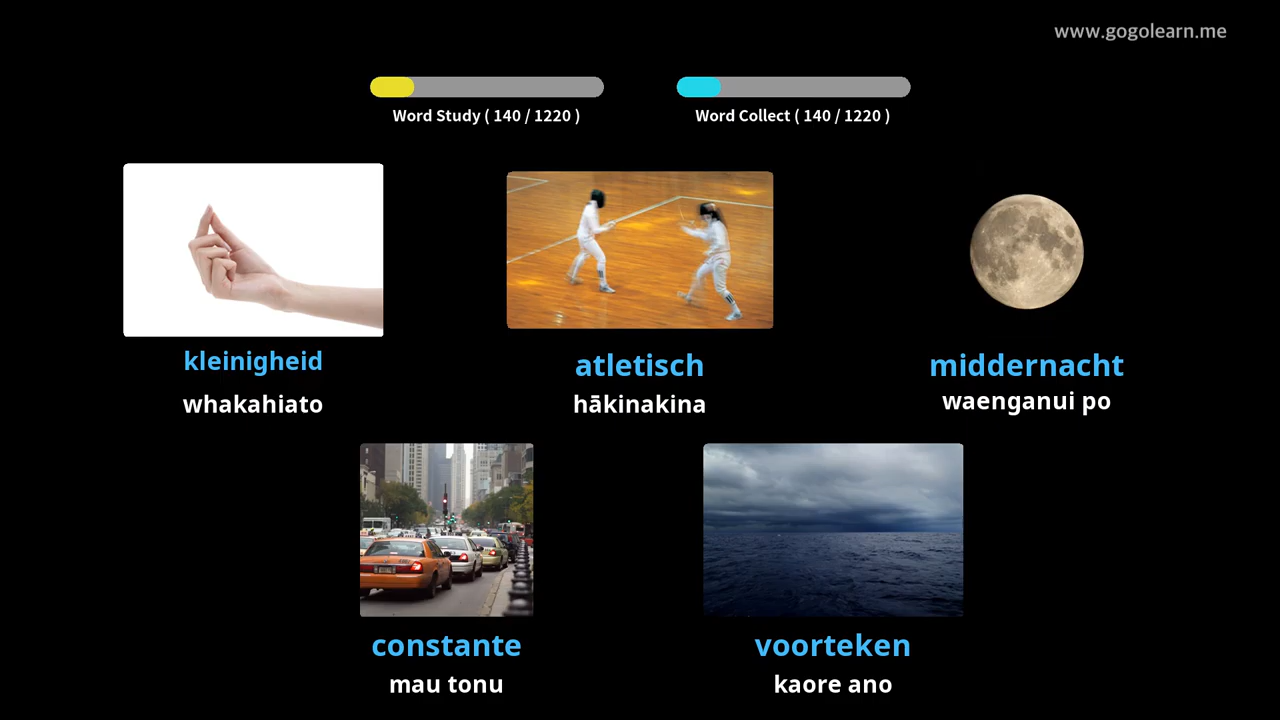 www.gogolearn.me
Word Study ( 140 / 1220 )
Word Collect ( 140 / 1220 )
kleinigheid
whakahiato
atletisch
hākinakina
middernacht
waenganui po
constante
mau tonu
voorteken
kaore ano